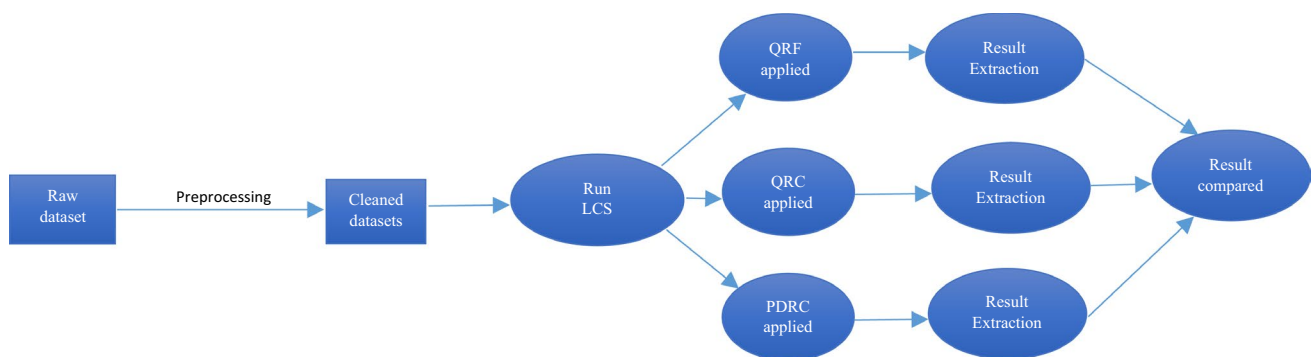 Raw
dataset
Preprocessing
Cleaned
datasets
Run
LCS
QRF
applied
Result
Extraction
QRC
applied
Result
Extraction
PDRC
applied
Result
Extraction
Result
compared